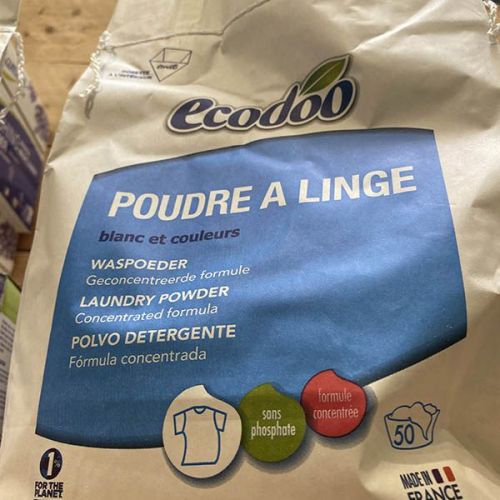 ecodoo
POUDRE A LINGE
blanc et couleurs
WASPOEDER
Geconcentreerde formule
LAUNDRY POWDER
Concentrated formula
POLVO DETERGENTE
Fórmula concentrada
sans
phosphate
formule
concentrée
50
1%
FOR THE
PLANET
MADE IN
FRANCE